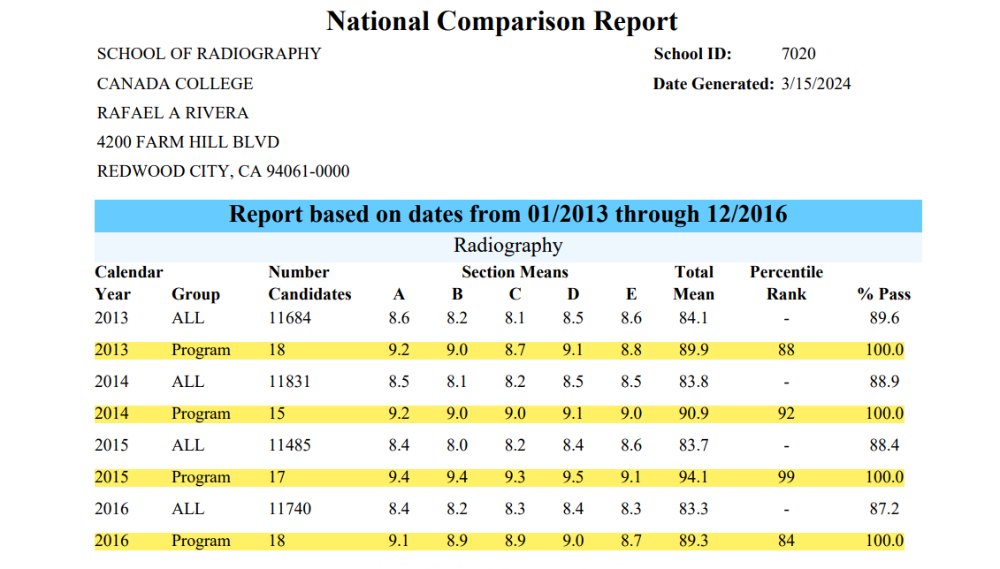 National Comparison Report
SCHOOL OF RADIOGRAPHY School ID: 7020
CANADA COLLEGE Date Generated: 3/15/2024
RAFAEL A RIVERA
4200 FARM HILL BLVD
REDWOOD CITY, CA 94061-0000
Report based on dates from 01/2013 through 12/2016
Radiography
Calendar Number Section Means Total Percentile
Year Group Candidates A B C D E Mean Rank % Pass
2013 ALL 11684 8.6 8.2 8.1 8.5 8.6 84.1 - 89.6
2013 Program 18 9.2 9.0 8.7 9.1 8.8 89.9 88 100.0
2014 ALL 11831 8.5 8.1 8.2 8.5 8.5 83.8 - 88.9
2014 Program 15 9.2 9.0 9.0 9.1 9.0 90.9 92 100.0
2015 ALL 11485 8.4 8.0 8.2 8.4 8.6 83.7 - 88.4
2015 Program 17 9.4 9.4 9.3 9.5 9.1 94.1 99 100.0
2016 ALL 11740 8.4 8.2 8.3 8.4 8.3 83.3 - 87.2
2016 Program 18 9.1 8.9 8.9 9.0 8.7 89.3 84 100.0